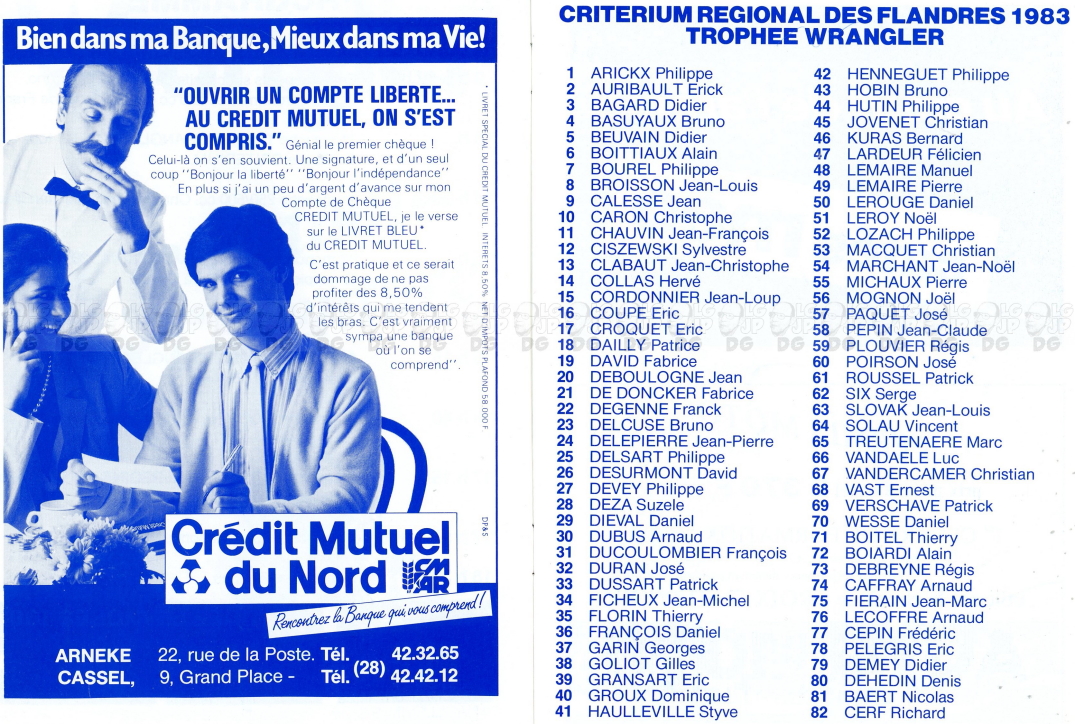 Bien dans ma Banque, Mieux dans ma Vie!
"OUVRIR UN COMPTE LIBERTE...
AU CREDIT MUTUEL, ON S'EST
COMPRIS." Génial le premier chèque !
Celui-là on s'en souvient. Une signature, et d'un seul
coup "Bonjour la liberté" "Bonjour l'indépendance"
En plus si j'ai un peu d'argent d'avance sur mon
Compte de Chèque
CREDIT MUTUEL, je le verse
sur le LIVRET BLEU*
du CREDIT MUTUEL.
C'est pratique et ce serait
dommage de ne pas
profiter des 8,50%
d'intérêts qui me tendent
les bras. C'est vraiment
sympa une banque
où l'on se
comprend".
* LIVRET SPECIAL DU CREDIT MUTUEL. INTERETS 8,50% NET D'IMPOTS PLAFOND 58 000 F
DP&S
Crédit Mutuel
du Nord CMAR
Rencontrez la Banque qui vous comprend!
ARNEKE 22, rue de la Poste. Tél. 42.32.65
(28)
CASSEL, 9, Grand Place - Tél. 42.42.12
CRITERIUM REGIONAL DES FLANDRES 1983
TROPHEE WRANGLER
1 ARICKX Philippe
2 AURIBAULT Erick
3 BAGARD Didier
4 BASUYAUX Bruno
5 BEUVAIN Didier
6 BOITTIAUX Alain
7 BOUREL Philippe
8 BROISSON Jean-Louis
9 CALESSE Jean
10 CARON Christophe
11 CHAUVIN Jean-François
12 CISZEWSKI Sylvestre
13 CLABAUT Jean-Christophe
14 COLLAS Hervé
15 CORDONNIER Jean-Loup
16 COUPE Eric
17 CROQUET Eric
18 DAILLY Patrice
19 DAVID Fabrice
20 DEBOULOGNE Jean
21 DE DONCKER Fabrice
22 DEGENNE Franck
23 DELCUSE Bruno
24 DELEPIERRE Jean-Pierre
25 DELSART Philippe
26 DESURMONT David
27 DEVEY Philippe
28 DEZA Suzele
29 DIEVAL Daniel
30 DUBUS Arnaud
31 DUCOULOMBIER François
32 DURAN José
33 DUSSART Patrick
34 FICHEUX Jean-Michel
35 FLORIN Thierry
36 FRANÇOIS Daniel
37 GARIN Georges
38 GOLIOT Gilles
39 GRANSART Eric
40 GROUX Dominique
41 HAULLEVILLE Styve
42 HENNEGUET Philippe
43 HOBIN Bruno
44 HUTIN Philippe
45 JOVENET Christian
46 KURAS Bernard
47 LARDEUR Félicien
48 LEMAIRE Manuel
49 LEMAIRE Pierre
50 LEROUGE Daniel
51 LEROY Noël
52 LOZACH Philippe
53 MACQUET Christian
54 MARCHANT Jean-Noël
55 MICHAUX Pierre
56 MOGNON Joël
57 PAQUET José
58 PEPIN Jean-Claude
59 PLOUVIER Régis
60 POIRSON José
61 ROUSSEL Patrick
62 SIX Serge
63 SLOVAK Jean-Louis
64 SOLAU Vincent
65 TREUTENAERE Marc
66 VANDAELE Luc
67 VANDERCAMER Christian
68 VAST Ernest
69 VERSCHAVE Patrick
70 WESSE Daniel
71 BOITEL Thierry
72 BOIARDI Alain
73 DEBREYNE Régis
74 CAFFRAY Arnaud
75 FIERAIN Jean-Marc
76 LECOFFRE Arnaud
77 CEPIN Frédéric
78 PELEGRIS Eric
79 DEMEY Didier
80 DEHEDIN Denis
81 BAERT Nicolas
82 CERF Richard